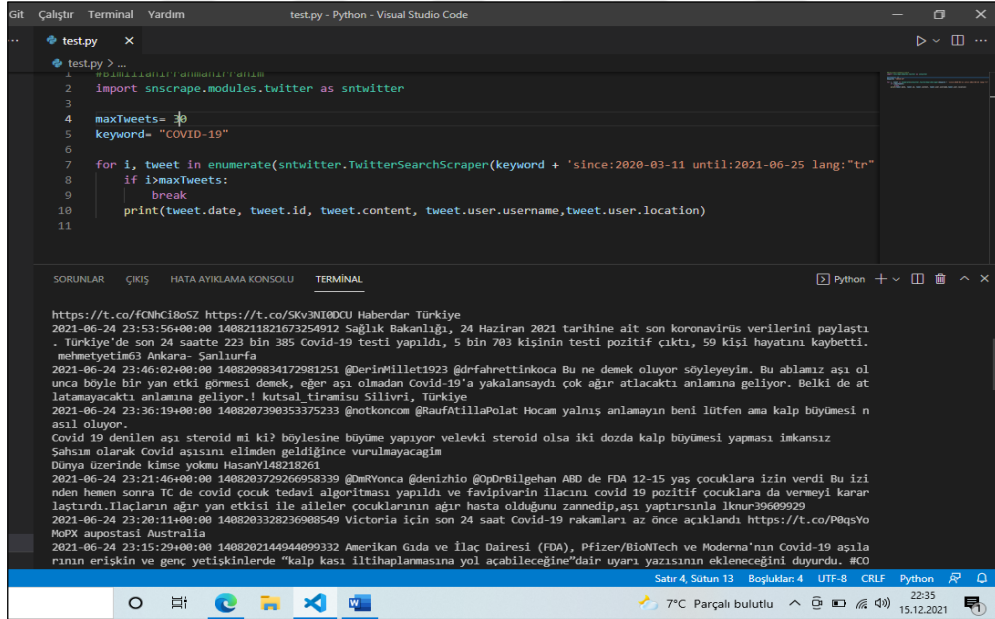 Git Çalıştır Terminal Yardım test.py - Python - Visual Studio Code
test.py
test.py > ...
1 #Bimillahirrahmanirrahim
2 import snscrape.modules.twitter as sntwitter
3
4 maxTweets= 30
5 keyword= "COVID-19"
6
7 for i, tweet in enumerate(sntwitter.TwitterSearchScraper(keyword + 'since:2020-03-11 until:2021-06-25 lang:"tr"
8 if i>maxTweets:
9 break
10 print(tweet.date, tweet.id, tweet.content, tweet.user.username,tweet.user.location)
11
SORUNLAR ÇIKIŞ HATA AYIKLAMA KONSOLU TERMİNAL Python
https://t.co/fCNhCi8oSZ https://t.co/SKv3NI0DCU Haberdar Türkiye
2021-06-24 23:53:56+00:00 1408211821673254912 Sağlık Bakanlığı, 24 Haziran 2021 tarihine ait son koronavirüs verilerini paylaştı
. Türkiye'de son 24 saatte 223 bin 385 Covid-19 testi yapıldı, 5 bin 703 kişinin testi pozitif çıktı, 59 kişi hayatını kaybetti.
mehmetyetim63 Ankara- Şanlıurfa
2021-06-24 23:46:02+00:00 1408209834172981251 @DerinMillet1923 @drfahrettinkoca Bu ne demek oluyor söyleyeyim. Bu ablamız aşı ol
unca böyle bir yan etki görmesi demek, eğer aşı olmadan Covid-19'a yakalansaydı çok ağır atlacaktı anlamına geliyor. Belki de at
latamayacaktı anlamına geliyor.! kutsal_tiramisu Silivri, Türkiye
2021-06-24 23:36:19+00:00 1408207390353375233 @notkoncom @RaufAtillaPolat Hocam yalnış anlamayın beni lütfen ama kalp büyümesi n
asıl oluyor.
Covid 19 denilen aşı steroid mi ki? böylesine büyüme yapıyor velevki steroid olsa iki dozda kalp büyümesi yapması imkansız
Şahsım olarak Covid aşısını elimden geldiğince vurulmayacagim
Dünya üzerinde kimse yokmu HasanYl48218261
2021-06-24 23:21:46+00:00 1408203729266958339 @DmRYonca @denizhio @OpDrBilgehan ABD de FDA 12-15 yaş çocuklara izin verdi Bu izi
nden hemen sonra TC de covid çocuk tedavi algoritması yapıldı ve favipivarin ilacını covid 19 pozitif çocuklara da vermeyi karar
laştırdı.Ilaçların ağır yan etkisi ile aileler çocuklarının ağır hasta olduğunu zannedip,aşı yaptırsınla lknur39609929
2021-06-24 23:20:11+00:00 1408203328236908549 Victoria için son 24 saat Covid-19 rakamları az önce açıklandı https://t.co/P0qsYo
MoPX aupostasi Australia
2021-06-24 23:15:29+00:00 1408202144944099332 Amerikan Gıda ve İlaç Dairesi (FDA), Pfizer/BioNTech ve Moderna'nın Covid-19 aşıla
rının erişkin ve genç yetişkinlerde “kalp kası iltihaplanmasına yol açabileceğine”dair uyarı yazısının ekleneceğini duyurdu. #CO
Satır 4, Sütun 13 Boşluklar: 4 UTF-8 CRLF Python
7°C Parçalı bulutlu 22:35
15.12.2021